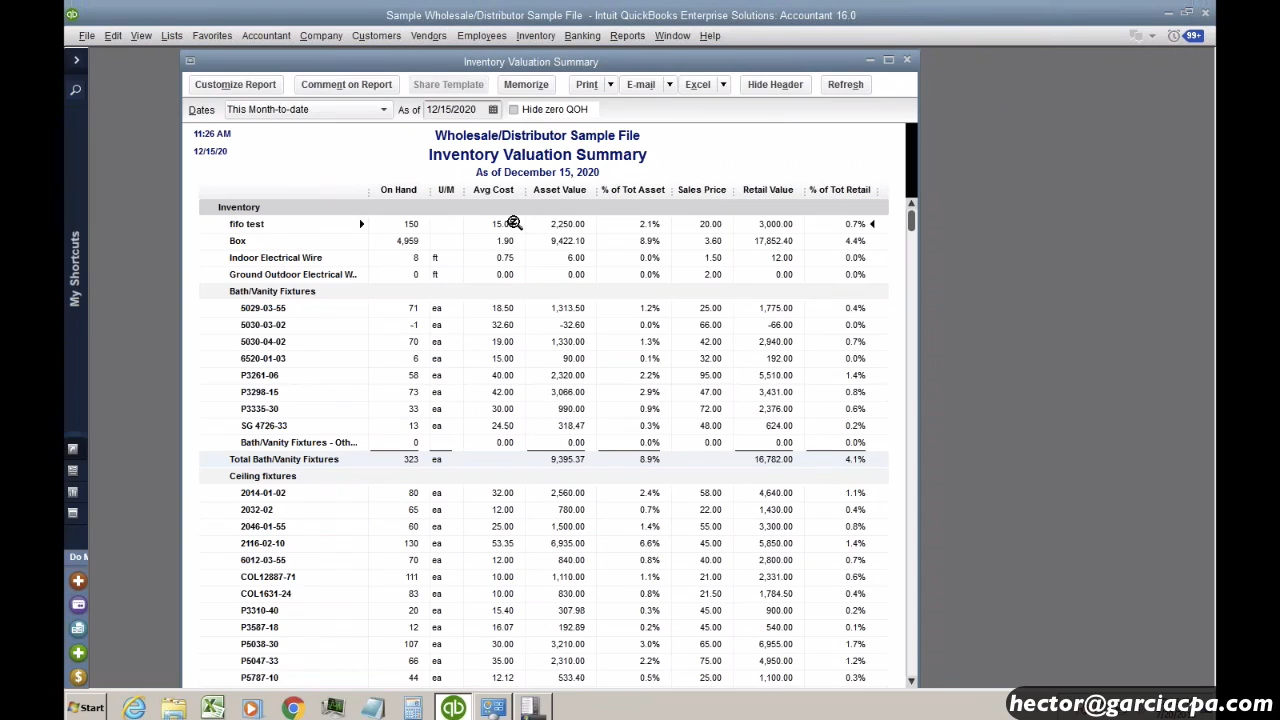 Sample Wholesale/Distributor Sample File - Intuit QuickBooks Enterprise Solutions: Accountant 16.0
File Edit View Lists Favorites Accountant Company Customers Vendors Employees Inventory Banking Reports Window Help 99+
Inventory Valuation Summary
Customize Report Comment on Report Share Template Memorize Print E-mail Excel Hide Header Refresh
Dates This Month-to-date As of 12/15/2020 Hide zero QOH
11:26 AM Wholesale/Distributor Sample File
12/15/20 Inventory Valuation Summary
As of December 15, 2020
On Hand U/M Avg Cost Asset Value % of Tot Asset Sales Price Retail Value % of Tot Retail
Inventory
fifo test 150 2,250.00 2.1% 20.00 3,000.00 0.7%
Box 4,959 1.90 9,422.10 8.9% 3.60 17,852.40 4.4%
Indoor Electrical Wire 8 ft 0.75 6.00 0.0% 1.50 12.00 0.0%
Ground Outdoor Electrical W.. 0 ft 0.00 0.00 0.0% 2.00 0.00 0.0%
Bath/Vanity Fixtures
5029-03-55 71 ea 18.50 1,313.50 1.2% 25.00 1,775.00 0.4%
5030-03-02 -1 ea 32.60 -32.60 0.0% 66.00 -66.00 0.0%
5030-04-02 70 ea 19.00 1,330.00 1.3% 42.00 2,940.00 0.7%
6520-01-03 6 ea 15.00 90.00 0.1% 32.00 192.00 0.0%
P3261-06 58 ea 40.00 2,320.00 2.2% 95.00 5,510.00 1.4%
P3298-15 73 ea 42.00 3,066.00 2.9% 47.00 3,431.00 0.8%
P3335-30 33 ea 30.00 990.00 0.9% 72.00 2,376.00 0.6%
SG 4726-33 13 ea 24.50 318.47 0.3% 48.00 624.00 0.2%
Bath/Vanity Fixtures - Oth... 0 0.00 0.00 0.0% 0.00 0.00 0.0%
Total Bath/Vanity Fixtures 323 ea 9,395.37 8.9% 16,782.00 4.1%
Ceiling fixtures
2014-01-02 80 ea 32.00 2,560.00 2.4% 58.00 4,640.00 1.1%
2032-02 65 ea 12.00 780.00 0.7% 22.00 1,430.00 0.4%
2046-01-55 60 ea 25.00 1,500.00 1.4% 55.00 3,300.00 0.8%
2116-02-10 130 ea 53.35 6,935.00 6.6% 45.00 5,850.00 1.4%
6012-03-55 70 ea 12.00 840.00 0.8% 40.00 2,800.00 0.7%
COL12887-71 111 ea 10.00 1,110.00 1.1% 21.00 2,331.00 0.6%
COL1631-24 83 ea 10.00 830.00 0.8% 21.50 1,784.50 0.4%
P3310-40 20 ea 15.40 307.98 0.3% 45.00 900.00 0.2%
P3587-18 12 ea 16.07 192.89 0.2% 45.00 540.00 0.1%
P5038-30 107 ea 30.00 3,210.00 3.0% 65.00 6,955.00 1.7%
P5047-33 66 ea 35.00 2,310.00 2.2% 75.00 4,950.00 1.2%
P5787-10 44 ea 12.12 533.40 0.5% 25.00 1,100.00 0.3%
My Shortcuts
Do M
Start
hector@garciacpa.com